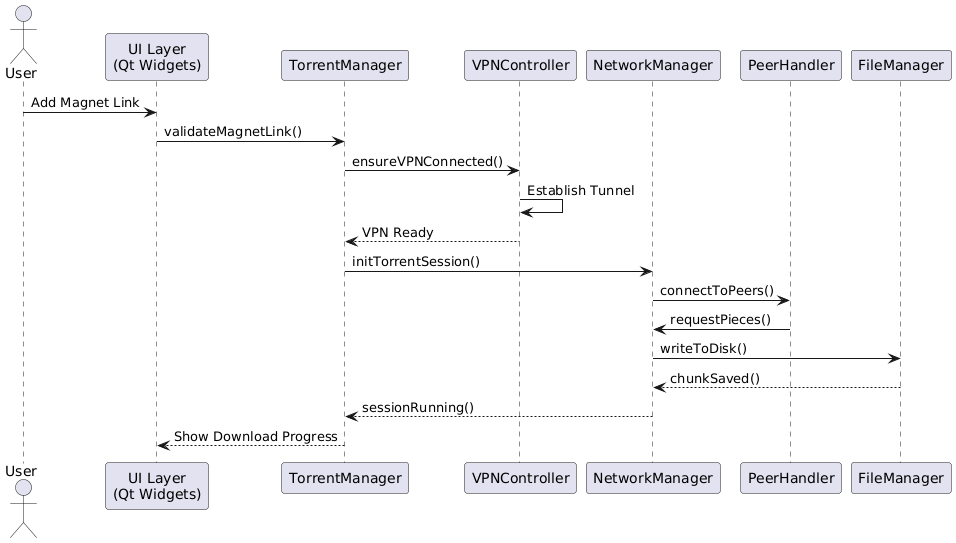 User
UI Layer
(Qt Widgets)
TorrentManager
VPNController
NetworkManager
PeerHandler
FileManager
Add Magnet Link
validateMagnetLink()
ensureVPNConnected()
Establish Tunnel
VPN Ready
initTorrentSession()
connectToPeers()
requestPieces()
writeToDisk()
chunkSaved()
sessionRunning()
Show Download Progress
User
UI Layer
(Qt Widgets)
TorrentManager
VPNController
NetworkManager
PeerHandler
FileManager